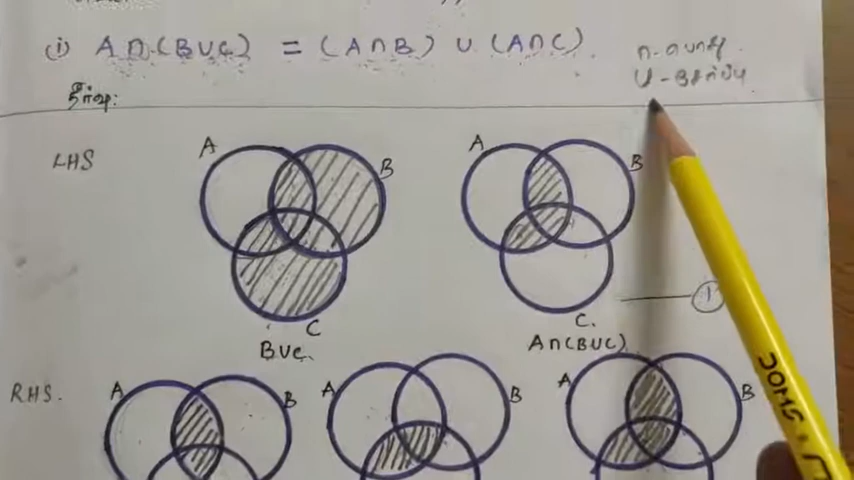 (i) A∩(B∪C) = (A∩B) ∪ (A∩C).
தீர்வு:
LHS
A
B
C
B∪C.
A
B
C.
A∩(B∪C)
1
RHS.
A
B
A
B
A
B